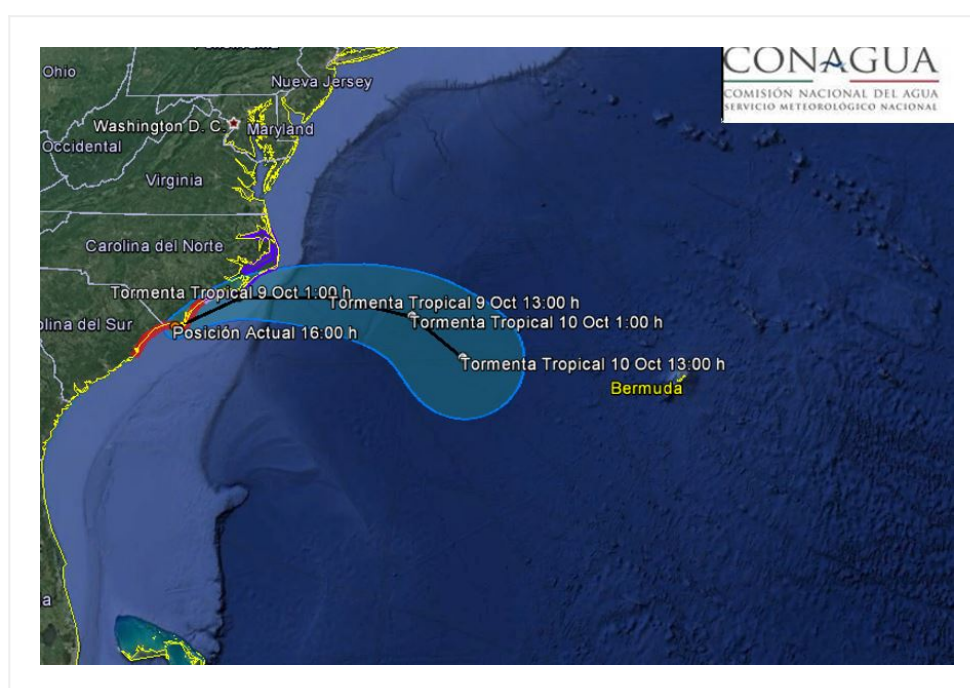 CONAGUA
COMISIÓN NACIONAL DEL AGUA
SERVICIO METEOROLÓGICO NACIONAL
Ohio
Nueva Jersey
Washington D. C.
Maryland
Occidental
Virginia
Carolina del Norte
Tormenta Tropical 9 Oct 1:00 h
Tormenta Tropical 9 Oct 13:00 h
olina del Sur
Posición Actual 16:00 h
Tormenta Tropical 10 Oct 1:00 h
Tormenta Tropical 10 Oct 13:00 h
Bermuda
a